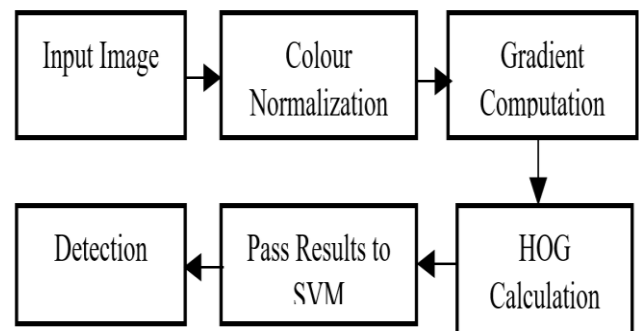 Input Image
Colour
Normalization
Gradient
Computation
HOG
Calculation
Pass Results to
SVM
Detection